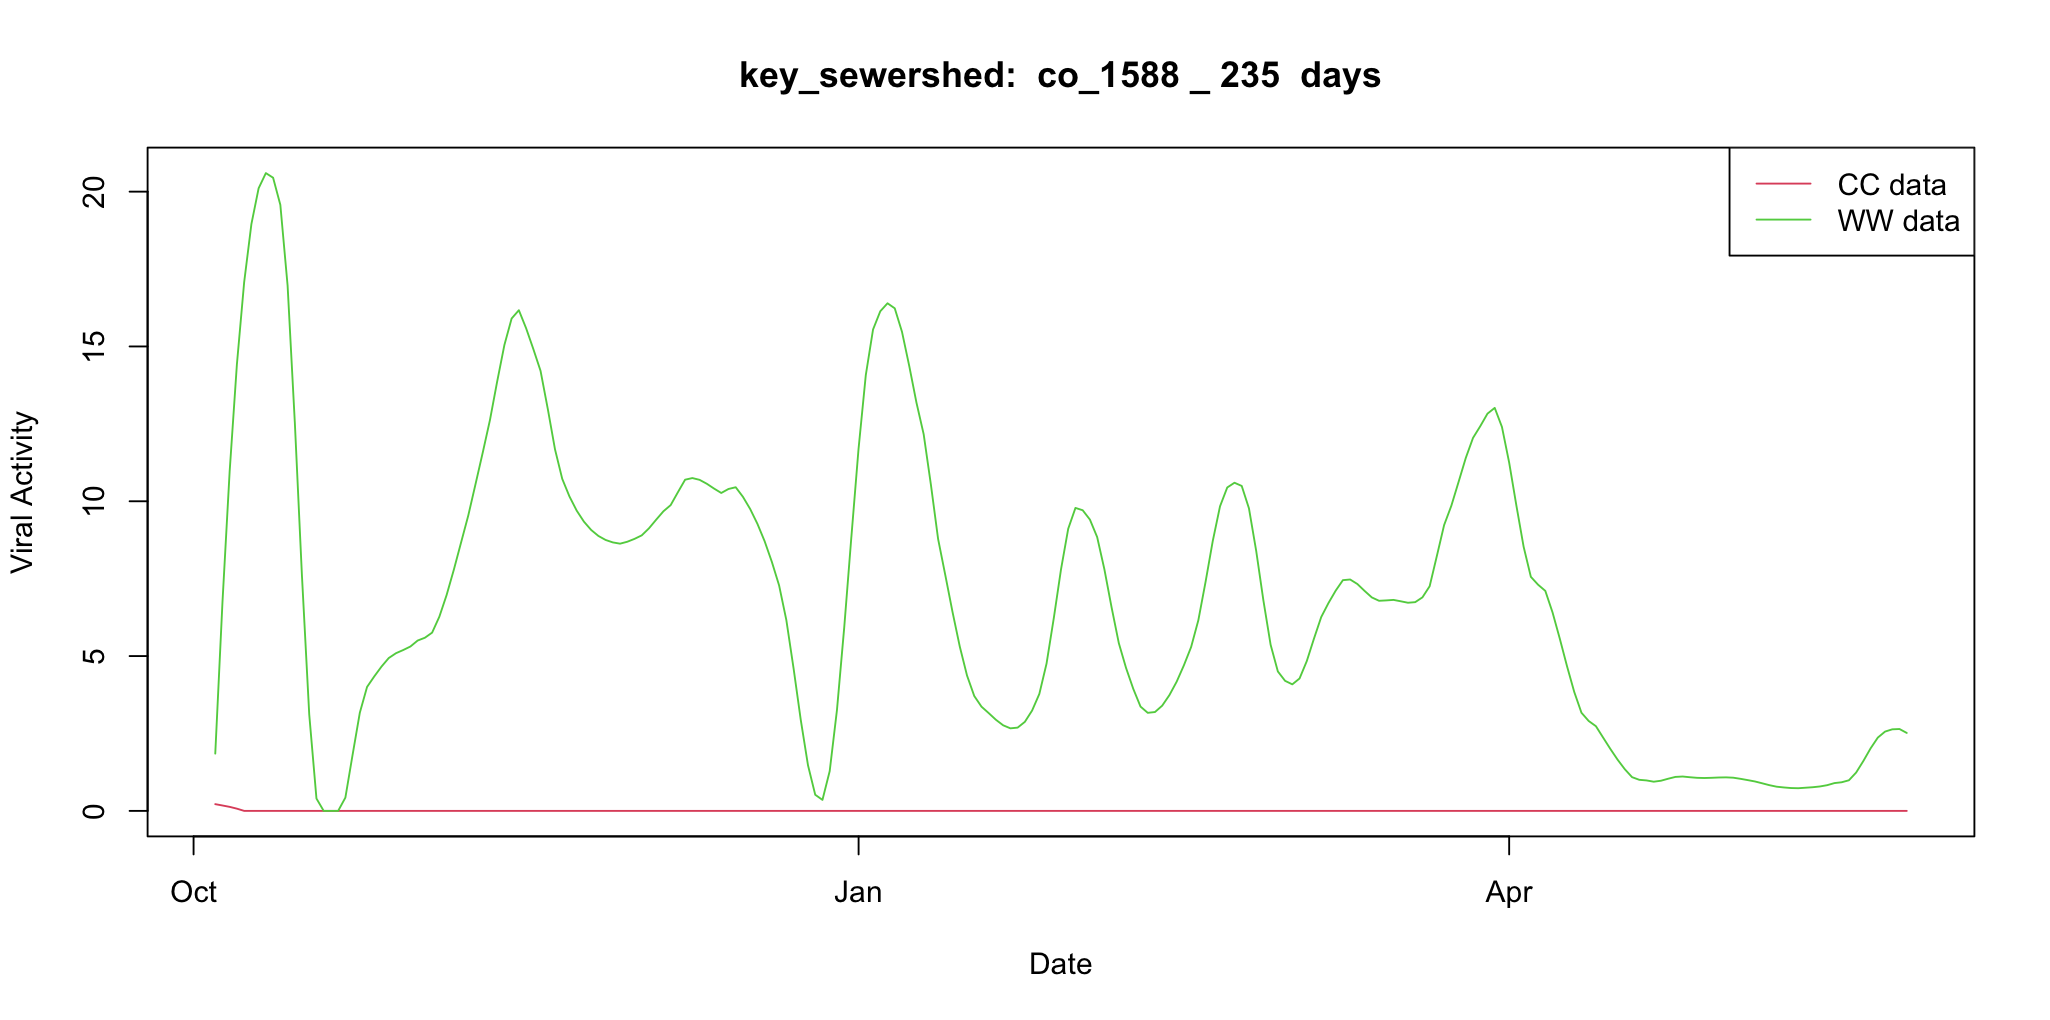 key_sewershed:  co_1588 _ 235  days
CC data
WW data
Viral Activity
20
15
10
5
0
Oct Jan Apr
Date